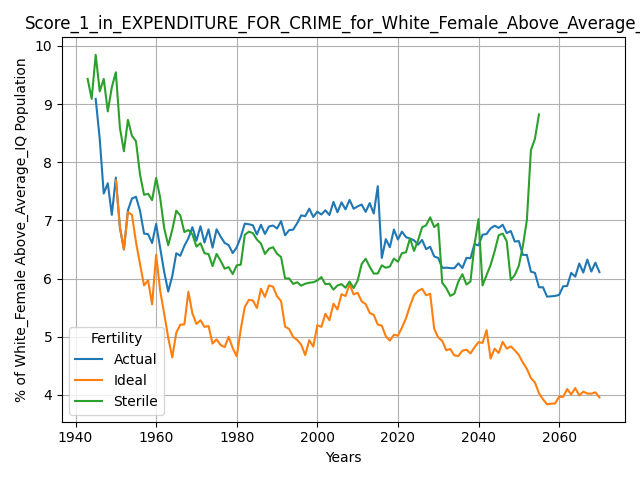 Score_1_in_EXPENDITURE_FOR_CRIME_for_White_Female_Above_Average_
% of White_Female Above_Average_IQ Population
10
9
8
7
6
5
4
Fertility
Actual
Ideal
Sterile
1940 1960 1980 2000 2020 2040 2060
Years